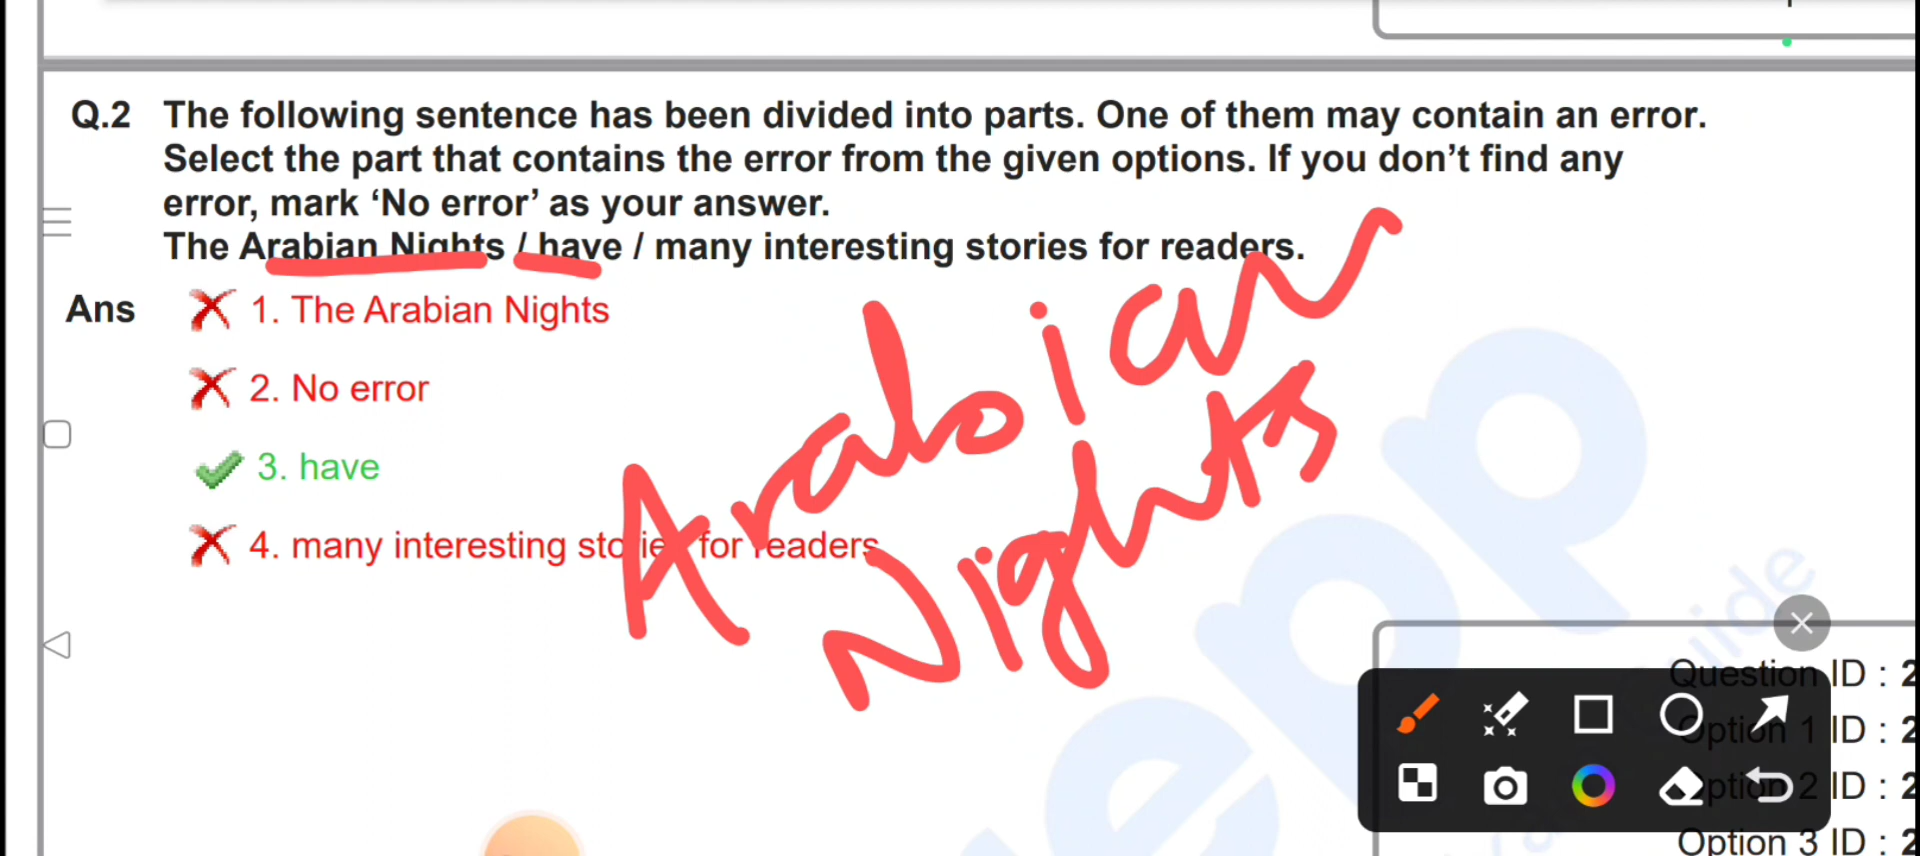 Q.2 The following sentence has been divided into parts. One of them may contain an error.
Select the part that contains the error from the given options. If you don’t find any
error, mark ‘No error’ as your answer.
The Arabian Nights / have / many interesting stories for readers.
Ans 1. The Arabian Nights
2. No error
3. have
4. many interesting stories for readers
Arabian
Nights
Question ID : 2
Option 1 ID : 2
Option 2 ID : 2
Option 3 ID : 2